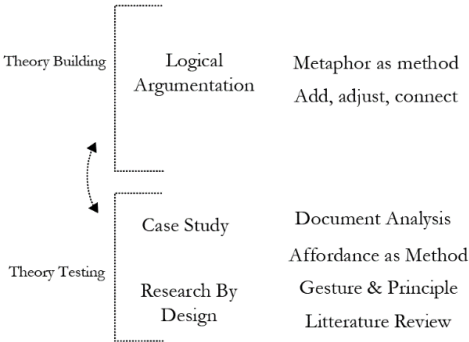 Theory Building
Logical
Argumentation
Metaphor as method
Add, adjust, connect
Theory Testing
Case Study
Research By
Design
Document Analysis
Affordance as Method
Gesture & Principle
Litterature Review